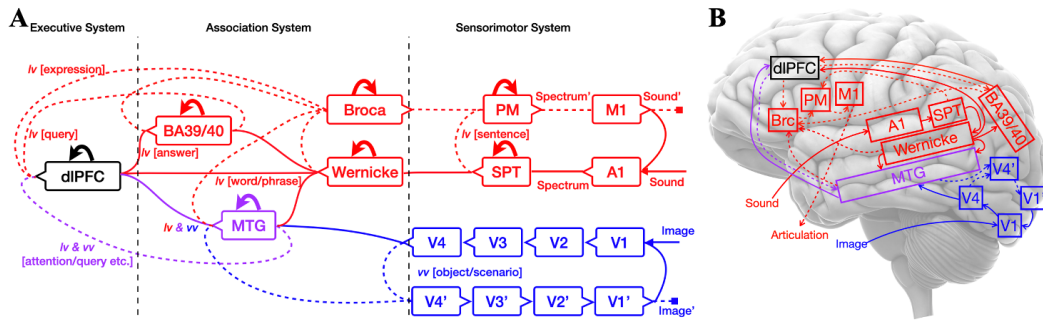 A
Executive System
Association System
Sensorimotor System
lv [expression]
Broca
PM
Spectrum'
M1
Sound'
BA39/40
lv [query]
lv [answer]
lv [sentence]
dlPFC
lv [word/phrase]
Wernicke
SPT
Spectrum
A1
Sound
lv & vv
MTG
lv & vv
[attention/query etc.]
V4
V3
V2
V1
Image
vv [object/scenario]
V4'
V3'
V2'
V1'
Image'
B
dlPFC
PM
M1
Brc
A1
SPT
BA39/40
Wernicke
MTG
V4'
V4
V1
V1
Sound
Articulation
Image